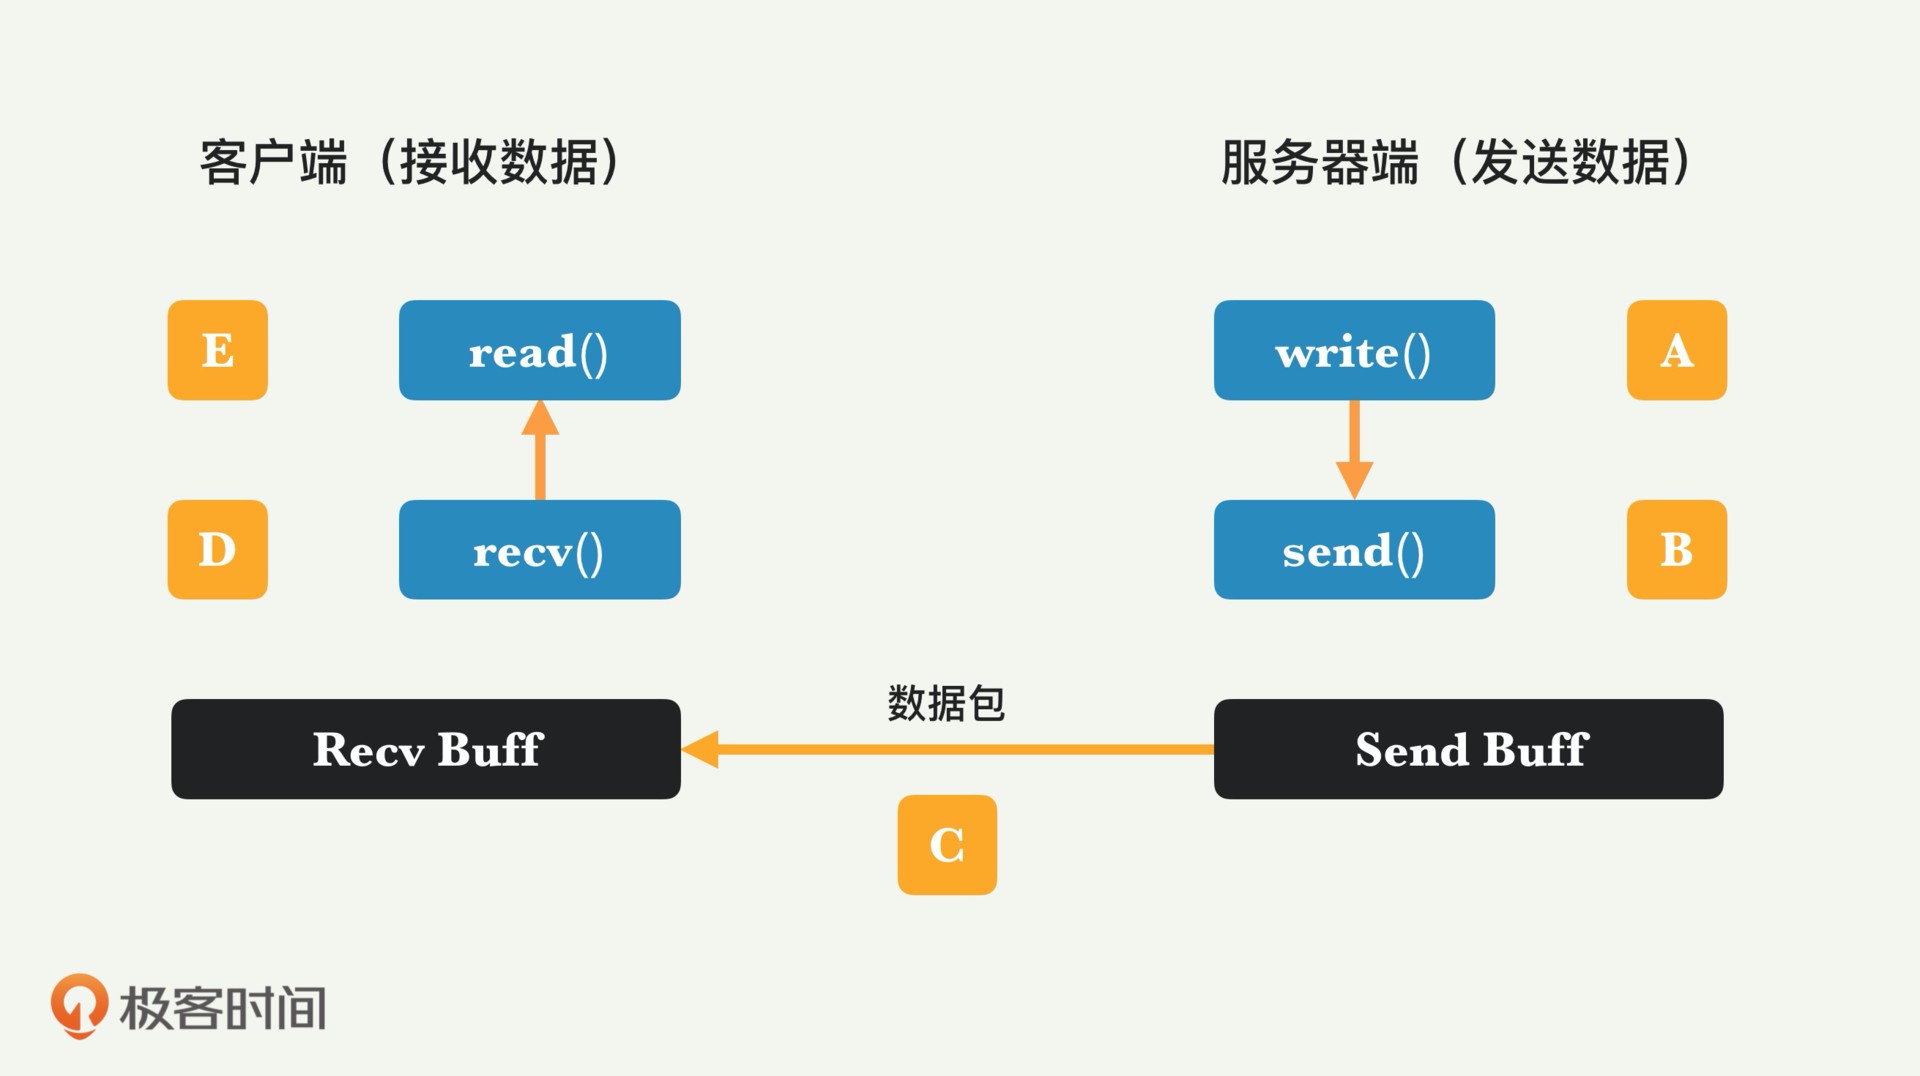 客户端（接收数据）
服务器端（发送数据）
E
read()
write()
A
D
recv()
send()
B
数据包
Recv Buff
Send Buff
C
极客时间